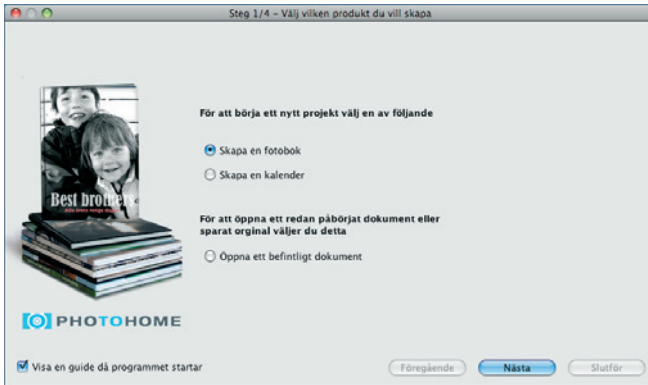 Steg 1/4 – Välj vilken produkt du vill skapa
För att börja ett nytt projekt välj en av följande
Skapa en fotobok
Skapa en kalender
Best brothers
För att öppna ett redan påbörjat dokument eller
sparat orginal väljer du detta
Öppna ett befintligt dokument
PHOTOHOME
Visa en guide då programmet startar
Föregående
Nästa
Slutför